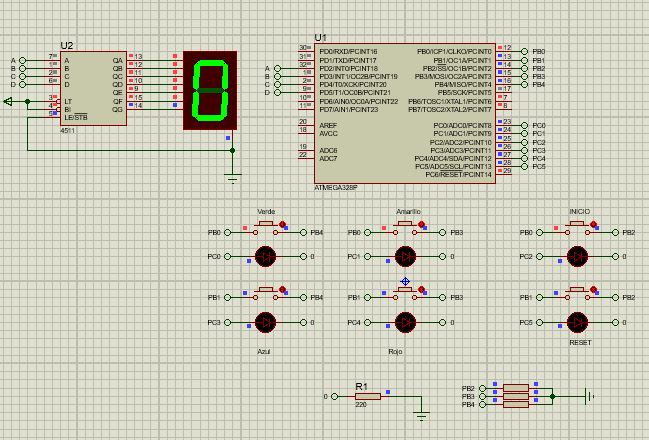 U2
A 7 A QA 13
B 1 B QB 12
C 2 C QC 11
D 6 D QD 10
QE 9
3 LT QF 15
4 BI QG 14
5 LE/STB
4511
U1
30 PD0/RXD/PCINT16 PB0/ICP1/CLKO/PCINT0 12 PB0
31 PD1/TXD/PCINT17 PB1/OC1A/PCINT1 13 PB1
A 32 PD2/INT0/PCINT18 PB2/SS/OC1B/PCINT2 14 PB2
B 1 PD3/INT1/OC2B/PCINT19 PB3/MOSI/OC2A/PCINT3 15 PB3
C 2 PD4/T0/XCK/PCINT20 PB4/MISO/PCINT4 16 PB4
D 9 PD5/T1/OC0B/PCINT21 PB5/SCK/PCINT5 17
10 PD6/AIN0/OC0A/PCINT22 PB6/TOSC1/XTAL1/PCINT6 7
11 PD7/AIN1/PCINT23 PB7/TOSC2/XTAL2/PCINT7 8
20 AREF PC0/ADC0/PCINT8 23 PC0
18 AVCC PC1/ADC1/PCINT9 24 PC1
PC2/ADC2/PCINT10 25 PC2
19 ADC6 PC3/ADC3/PCINT11 26 PC3
22 ADC7 PC4/ADC4/SDA/PCINT12 27 PC4
PC5/ADC5/SCL/PCINT13 28 PC5
PC6/RESET/PCINT14 29
ATMEGA328P
Verde Amarillo INICIO
PB0 PB4 PB0 PB3 PB0 PB2
PC0 0 PC1 0 PC2 0
PB1 PB4 PB1 PB3 PB1 PB2
PC3 0 PC4 0 PC5 0
Azul Rojo RESET
R1
0
220
PB2
PB3
PB4